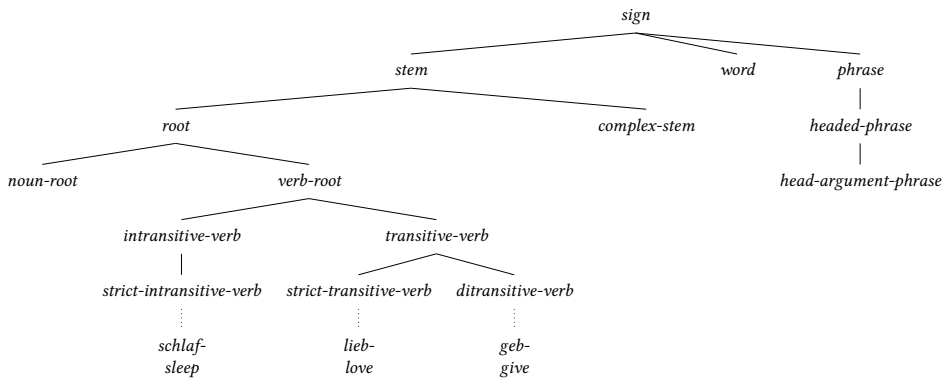 sign
stem word phrase
root complex-stem headed-phrase
noun-root verb-root head-argument-phrase
intransitive-verb transitive-verb
strict-intransitive-verb strict-transitive-verb ditransitive-verb
schlaf- lieb- geb-
sleep love give